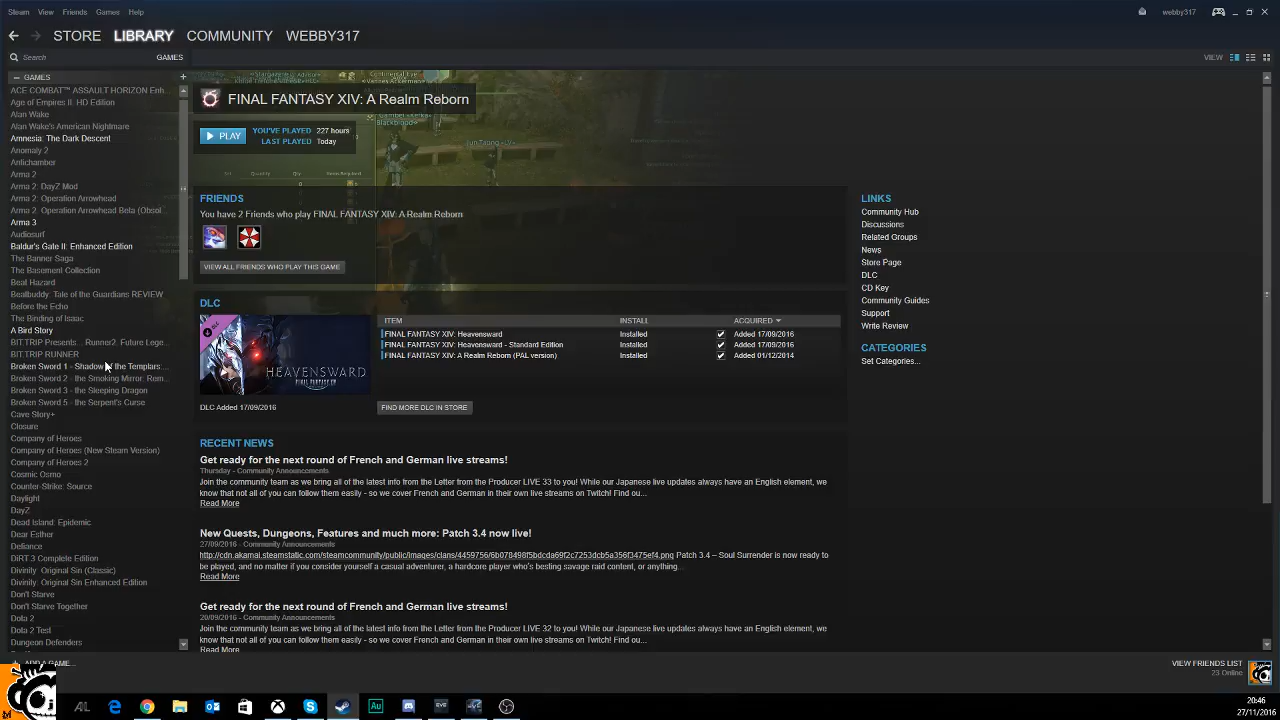 Steam View Friends Games Help
webby317
STORE LIBRARY COMMUNITY WEBBY317
Search GAMES
VIEW
GAMES +
ACE COMBAT™ ASSAULT HORIZON Enh
Age of Empires II: HD Edition
Alan Wake
Alan Wake's American Nightmare
Amnesia: The Dark Descent
Anomaly 2
Antichamber
Arma 2
Arma 2: DayZ Mod
Arma 2: Operation Arrowhead
Arma 2: Operation Arrowhead Beta (Obsol...
Arma 3
Audiosurf
Baldur's Gate II: Enhanced Edition
The Banner Saga
The Basement Collection
Beat Hazard
Beatbuddy: Tale of the Guardians REVIEW
Before the Echo
The Binding of Isaac
A Bird Story
BIT.TRIP Presents... Runner2: Future Lege...
BIT.TRIP RUNNER
Broken Sword 1 - Shadow of the Templars:...
Broken Sword 2 - the Smoking Mirror: Rem...
Broken Sword 3 - the Sleeping Dragon
Broken Sword 5 - the Serpent's Curse
Cave Story+
Closure
Company of Heroes
Company of Heroes (New Steam Version)
Company of Heroes 2
Cosmic Osmo
Counter-Strike: Source
Daylight
DayZ
Dead Island: Epidemic
Dear Esther
Defiance
DiRT 3 Complete Edition
Divinity: Original Sin (Classic)
Divinity: Original Sin Enhanced Edition
Don't Starve
Don't Starve Together
Dota 2
Dota 2 Test
Dungeon Defenders
ADD A GAME...
FINAL FANTASY XIV: A Realm Reborn
PLAY
YOU'VE PLAYED 227 hours
LAST PLAYED Today
FRIENDS
You have 2 Friends who play FINAL FANTASY XIV: A Realm Reborn
VIEW ALL FRIENDS WHO PLAY THIS GAME
DLC
DLC
HEAVENSWARD
FINAL FANTASY XIV
DLC Added 17/09/2016
ITEM INSTALL ACQUIRED
FINAL FANTASY XIV: Heavensward Installed Added 17/09/2016
FINAL FANTASY XIV: Heavensward - Standard Edition Installed Added 17/09/2016
FINAL FANTASY XIV: A Realm Reborn (PAL version) Installed Added 01/12/2014
FIND MORE DLC IN STORE
RECENT NEWS
Get ready for the next round of French and German live streams!
Thursday - Community Announcements
Join the community team as we bring all of the latest info from the Letter from the Producer LIVE 33 to you! While our Japanese live updates always have an English element, we
know that not all of you can follow them easily - so we cover French and German in their own live streams on Twitch! Find ou...
Read More
New Quests, Dungeons, Features and much more: Patch 3.4 now live!
27/09/2016 - Community Announcements
http://cdn.akamai.steamstatic.com/steamcommunity/public/images/clans/4459756/6b078498f5bdcda69f2c7253dcb5a356f3475ef4.png Patch 3.4 – Soul Surrender is now ready to
be played, and no matter if you consider yourself a casual adventurer, a hardcore player who's besting savage raid content, or anything...
Read More
Get ready for the next round of French and German live streams!
20/09/2016 - Community Announcements
Join the community team as we bring all of the latest info from the Letter from the Producer LIVE 32 to you! While our Japanese live updates always have an English element, we
know that not all of you can follow them easily - so we cover French and German in their own live streams on Twitch! Find ou...
Read More
LINKS
Community Hub
Discussions
Related Groups
News
Store Page
DLC
CD Key
Community Guides
Support
Write Review
CATEGORIES
Set Categories...
VIEW FRIENDS LIST
23 Online
20:46
27/11/2016